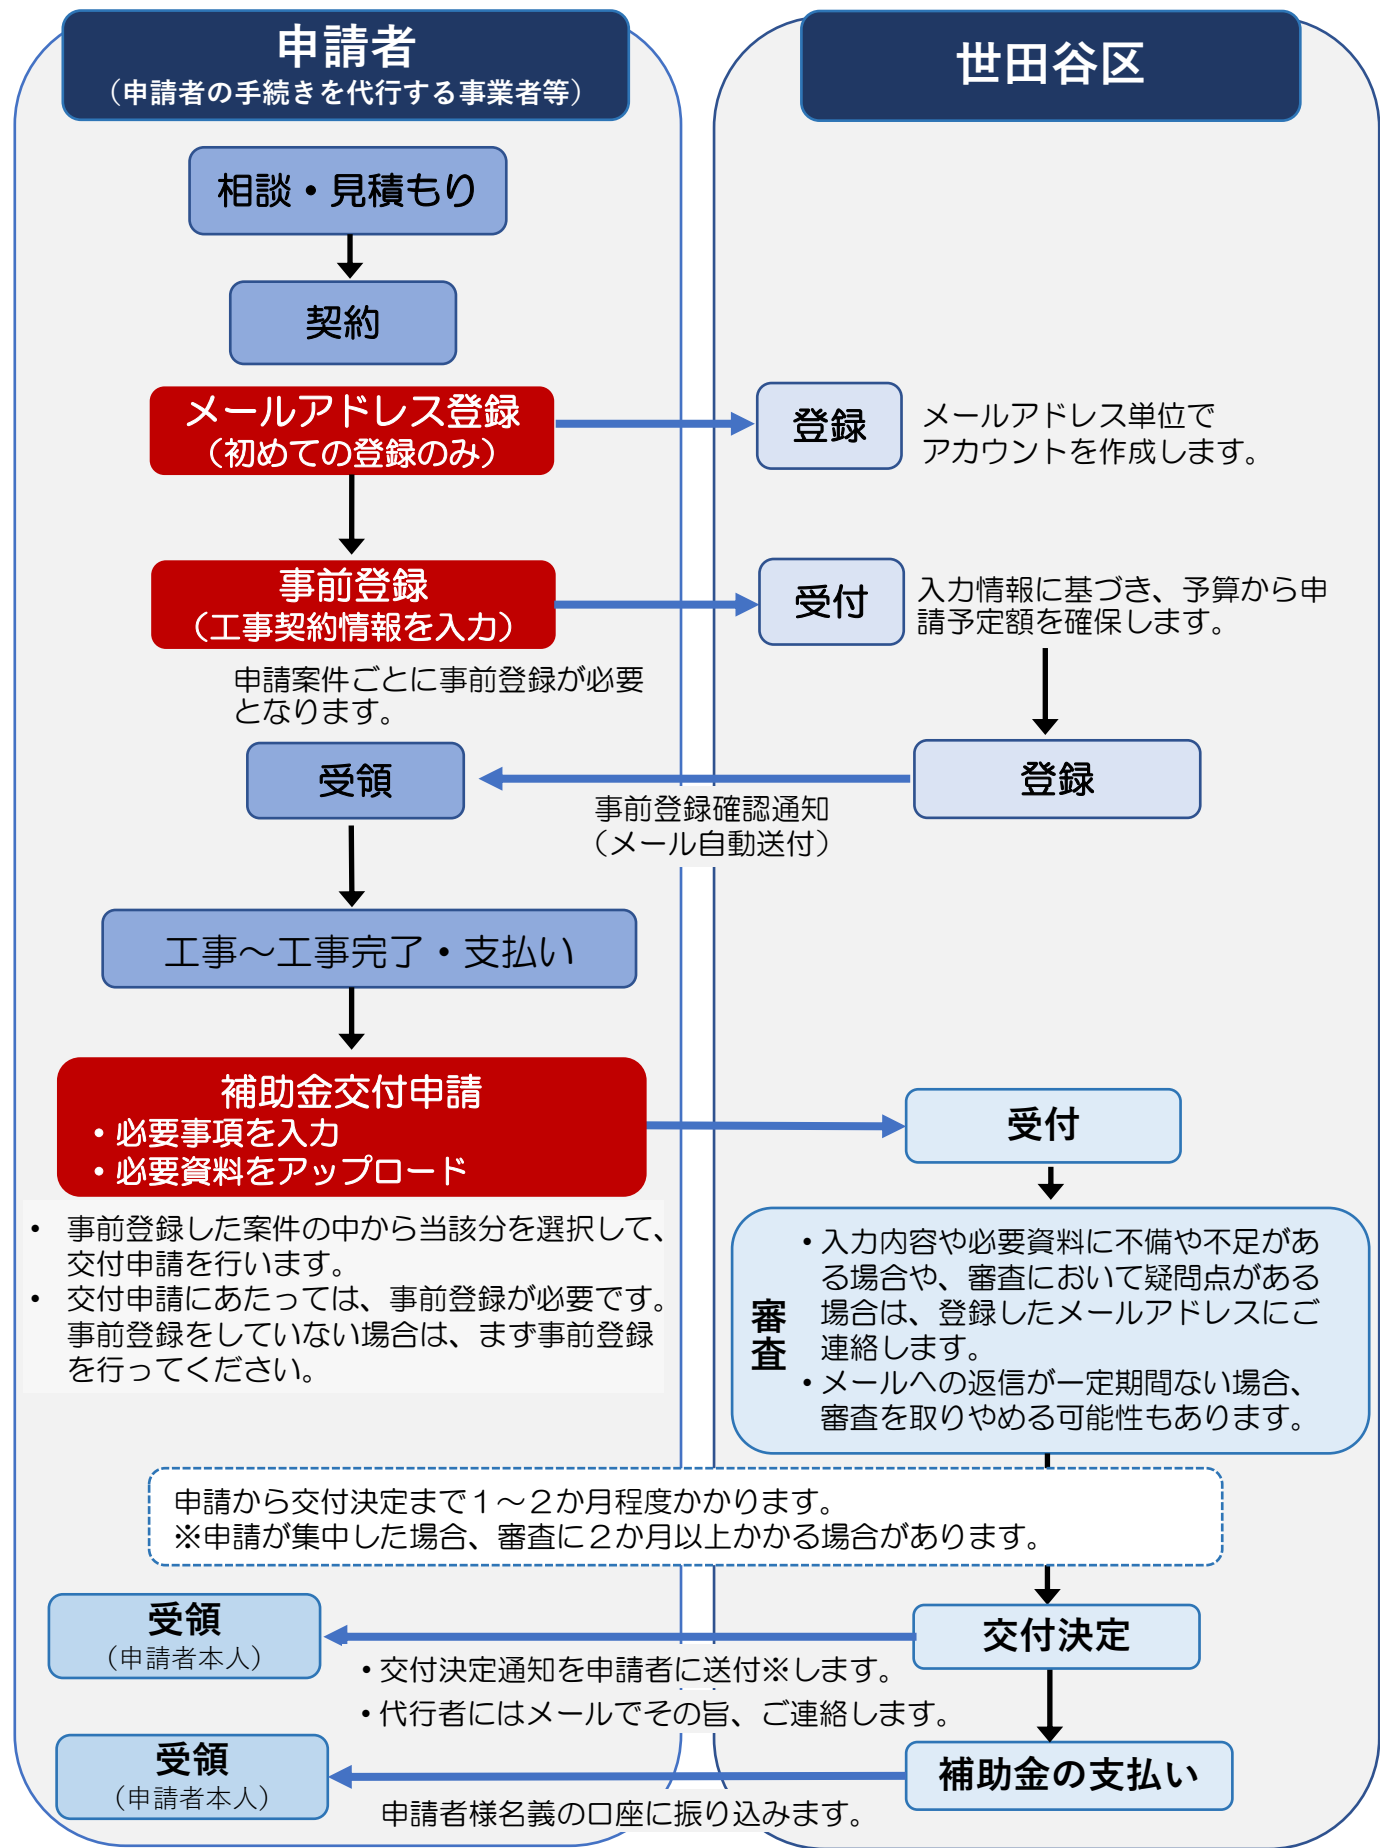 申請者
（申請者の手続きを代行する事業者等）
世田谷区
相談・見積もり
契約
メールアドレス登録
（初めての登録のみ）
登録
メールアドレス単位で
アカウントを作成します。
事前登録
（工事契約情報を入力）
受付
入力情報に基づき、予算から申
請予定額を確保します。
申請案件ごとに事前登録が必要
となります。
受領
登録
事前登録確認通知
（メール自動送付）
工事～工事完了・支払い
補助金交付申請
・必要事項を入力
・必要資料をアップロード
受付
• 事前登録した案件の中から当該分を選択して、
交付申請を行います。
• 交付申請にあたっては、事前登録が必要です。
事前登録をしていない場合は、まず事前登録
を行ってください。
審査
・入力内容や必要資料に不備や不足があ
る場合や、審査において疑問点がある
場合は、登録したメールアドレスにご
連絡します。
・メールへの返信が一定期間ない場合、
審査を取りやめる可能性もあります。
申請から交付決定まで１～２か月程度かかります。
※申請が集中した場合、審査に２か月以上かかる場合があります。
受領
（申請者本人）
交付決定
・交付決定通知を申請者に送付※します。
・代行者にはメールでその旨、ご連絡します。
受領
（申請者本人）
補助金の支払い
申請者様名義の口座に振り込みます。